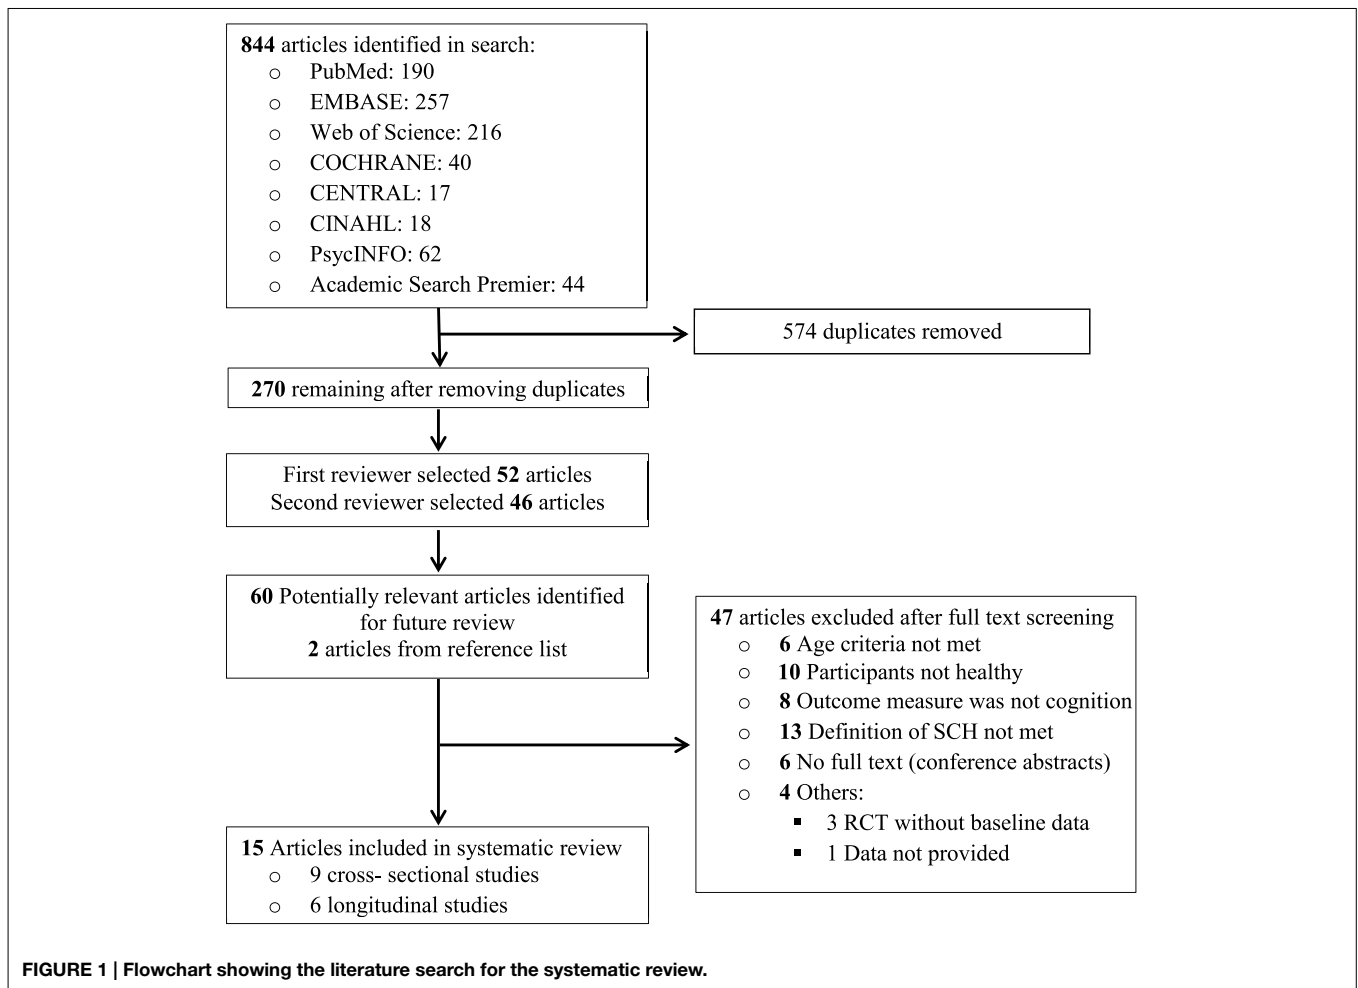 844 articles identified in search:
o PubMed: 190
o EMBASE: 257
o Web of Science: 216
o COCHRANE: 40
o CENTRAL: 17
o CINAHL: 18
o PsycINFO: 62
o Academic Search Premier: 44
574 duplicates removed
270 remaining after removing duplicates
First reviewer selected 52 articles
Second reviewer selected 46 articles
60 Potentially relevant articles identified
for future review
2 articles from reference list
47 articles excluded after full text screening
o 6 Age criteria not met
o 10 Participants not healthy
o 8 Outcome measure was not cognition
o 13 Definition of SCH not met
o 6 No full text (conference abstracts)
o 4 Others:
▪ 3 RCT without baseline data
▪ 1 Data not provided
15 Articles included in systematic review
o 9 cross- sectional studies
o 6 longitudinal studies
FIGURE 1 | Flowchart showing the literature search for the systematic review.